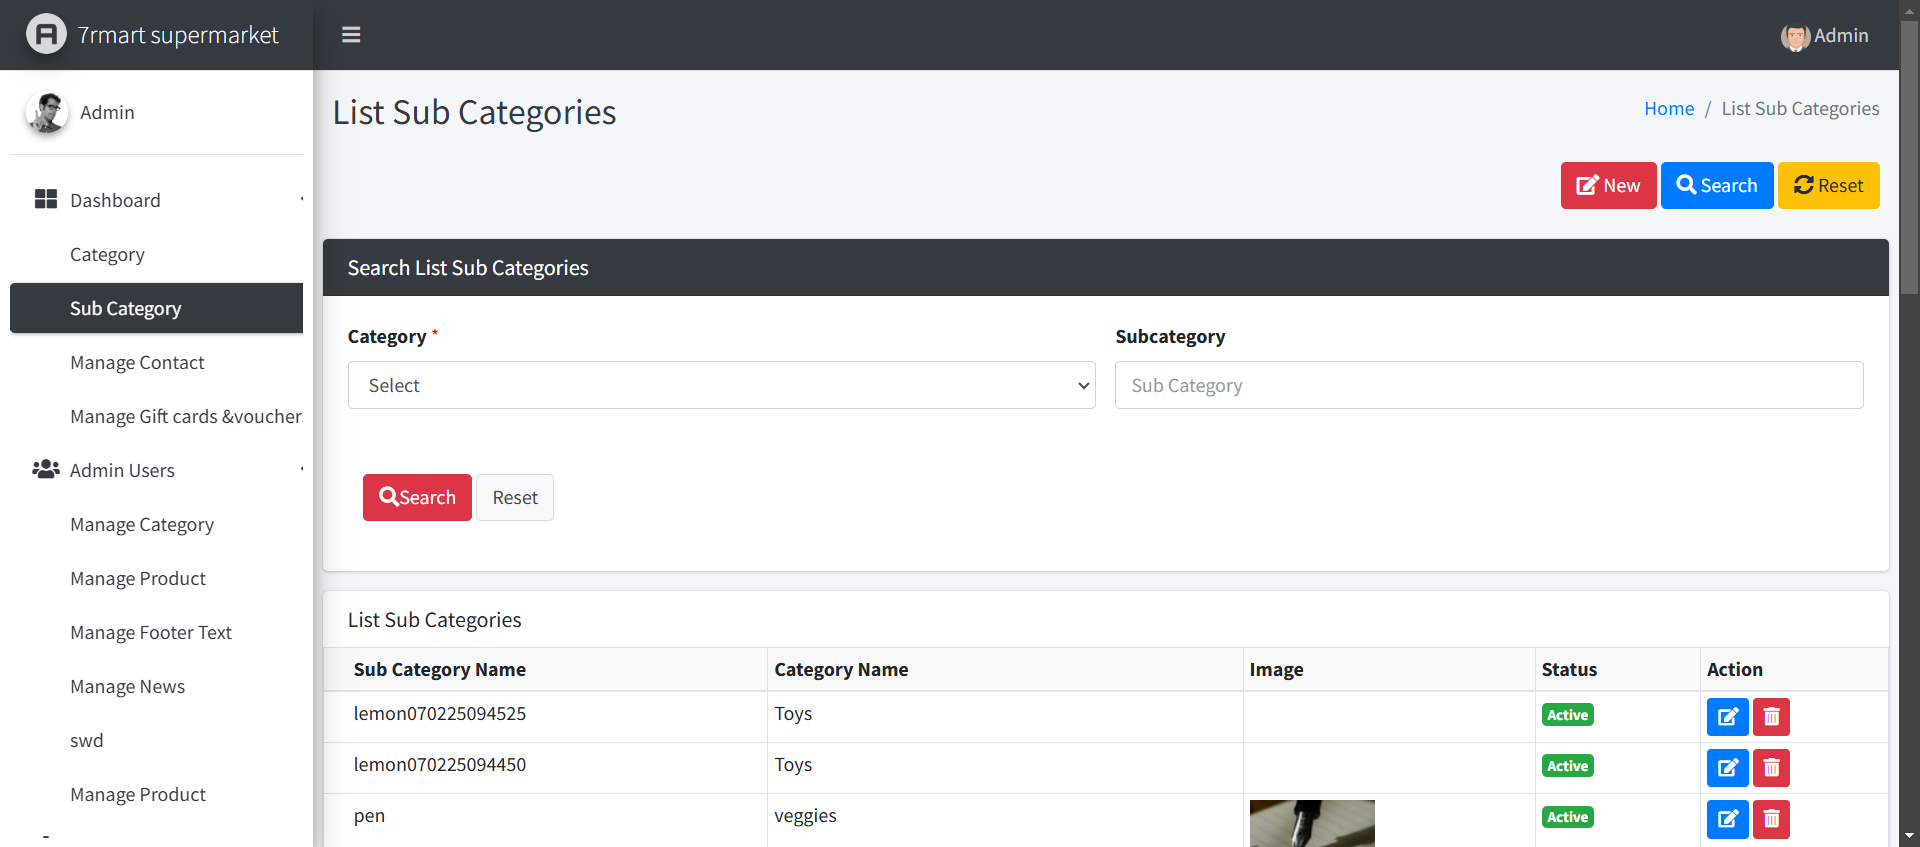 7rmart supermarket
Admin
Admin
List Sub Categories
Home / List Sub Categories
New
Search
Reset
Dashboard
Category
Sub Category
Manage Contact
Manage Gift cards &voucher
Admin Users
Manage Category
Manage Product
Manage Footer Text
Manage News
swd
Manage Product
Search List Sub Categories
Category *
Subcategory
Select
Sub Category
Search
Reset
List Sub Categories
Sub Category Name Category Name Image Status Action
lemon070225094525 Toys Active
lemon070225094450 Toys Active
pen veggies Active